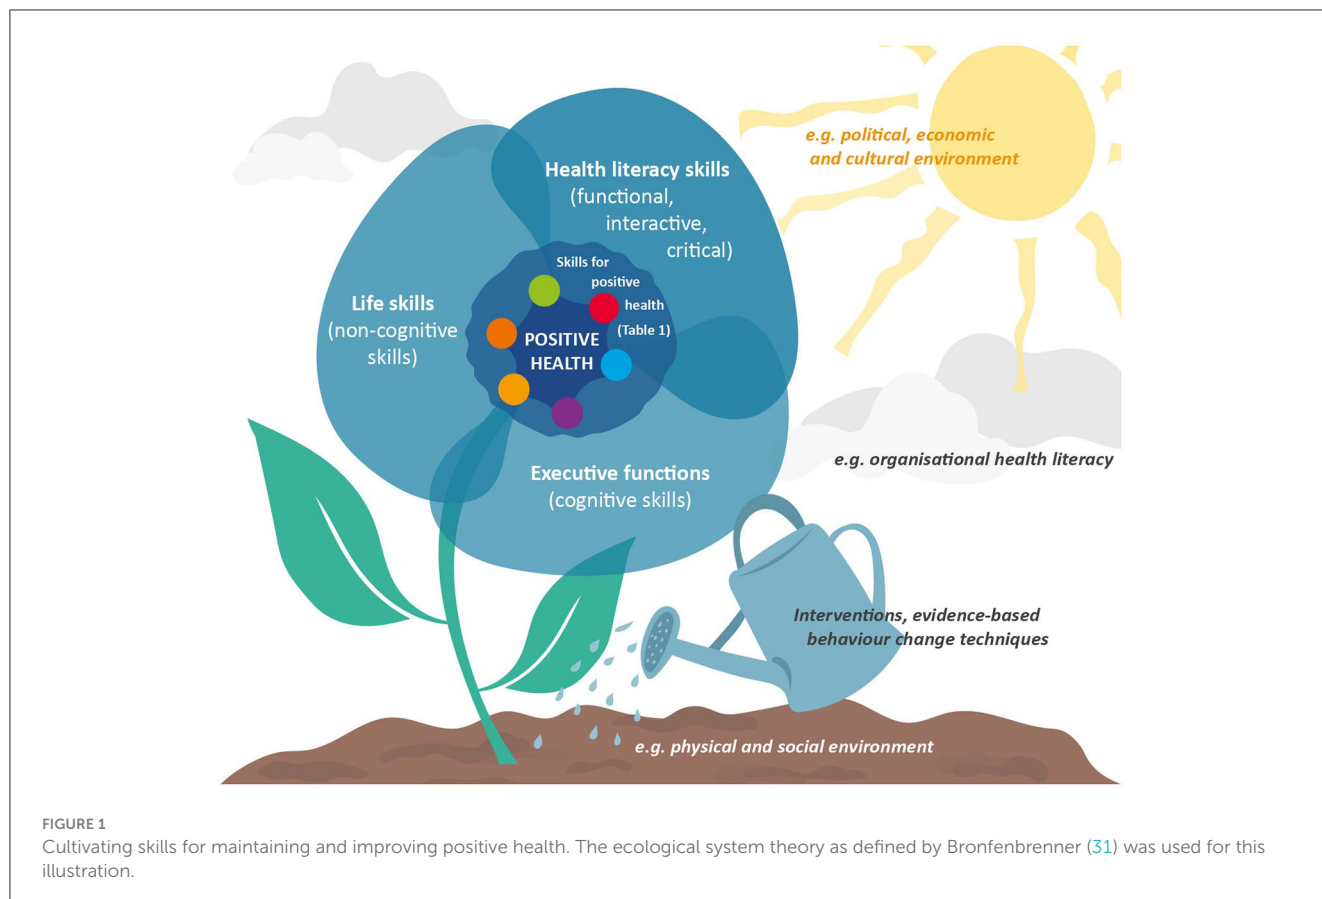 e.g. political, economic
and cultural environment
Health literacy skills
(functional,
interactive,
critical)
Skills for
positive
health
(Table 1)
Life skills
(non-cognitive
skills)
POSITIVE
HEALTH
Executive functions
(cognitive skills)
e.g. organisational health literacy
Interventions, evidence-based
behaviour change techniques
e.g. physical and social environment
FIGURE 1
Cultivating skills for maintaining and improving positive health. The ecological system theory as defined by Bronfenbrenner (31) was used for this
illustration.